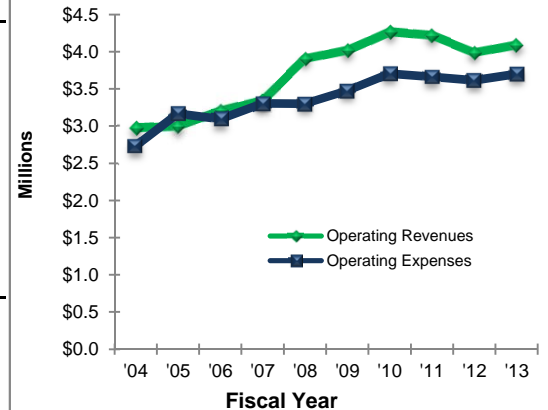 $4.5
$4.0
$3.5
$3.0
$2.5
$2.0
$1.5
$1.0
$0.5
$0.0
Millions
Operating Revenues
Operating Expenses
'04 '05 '06 '07 '08 '09 '10 '11 '12 '13
Fiscal Year